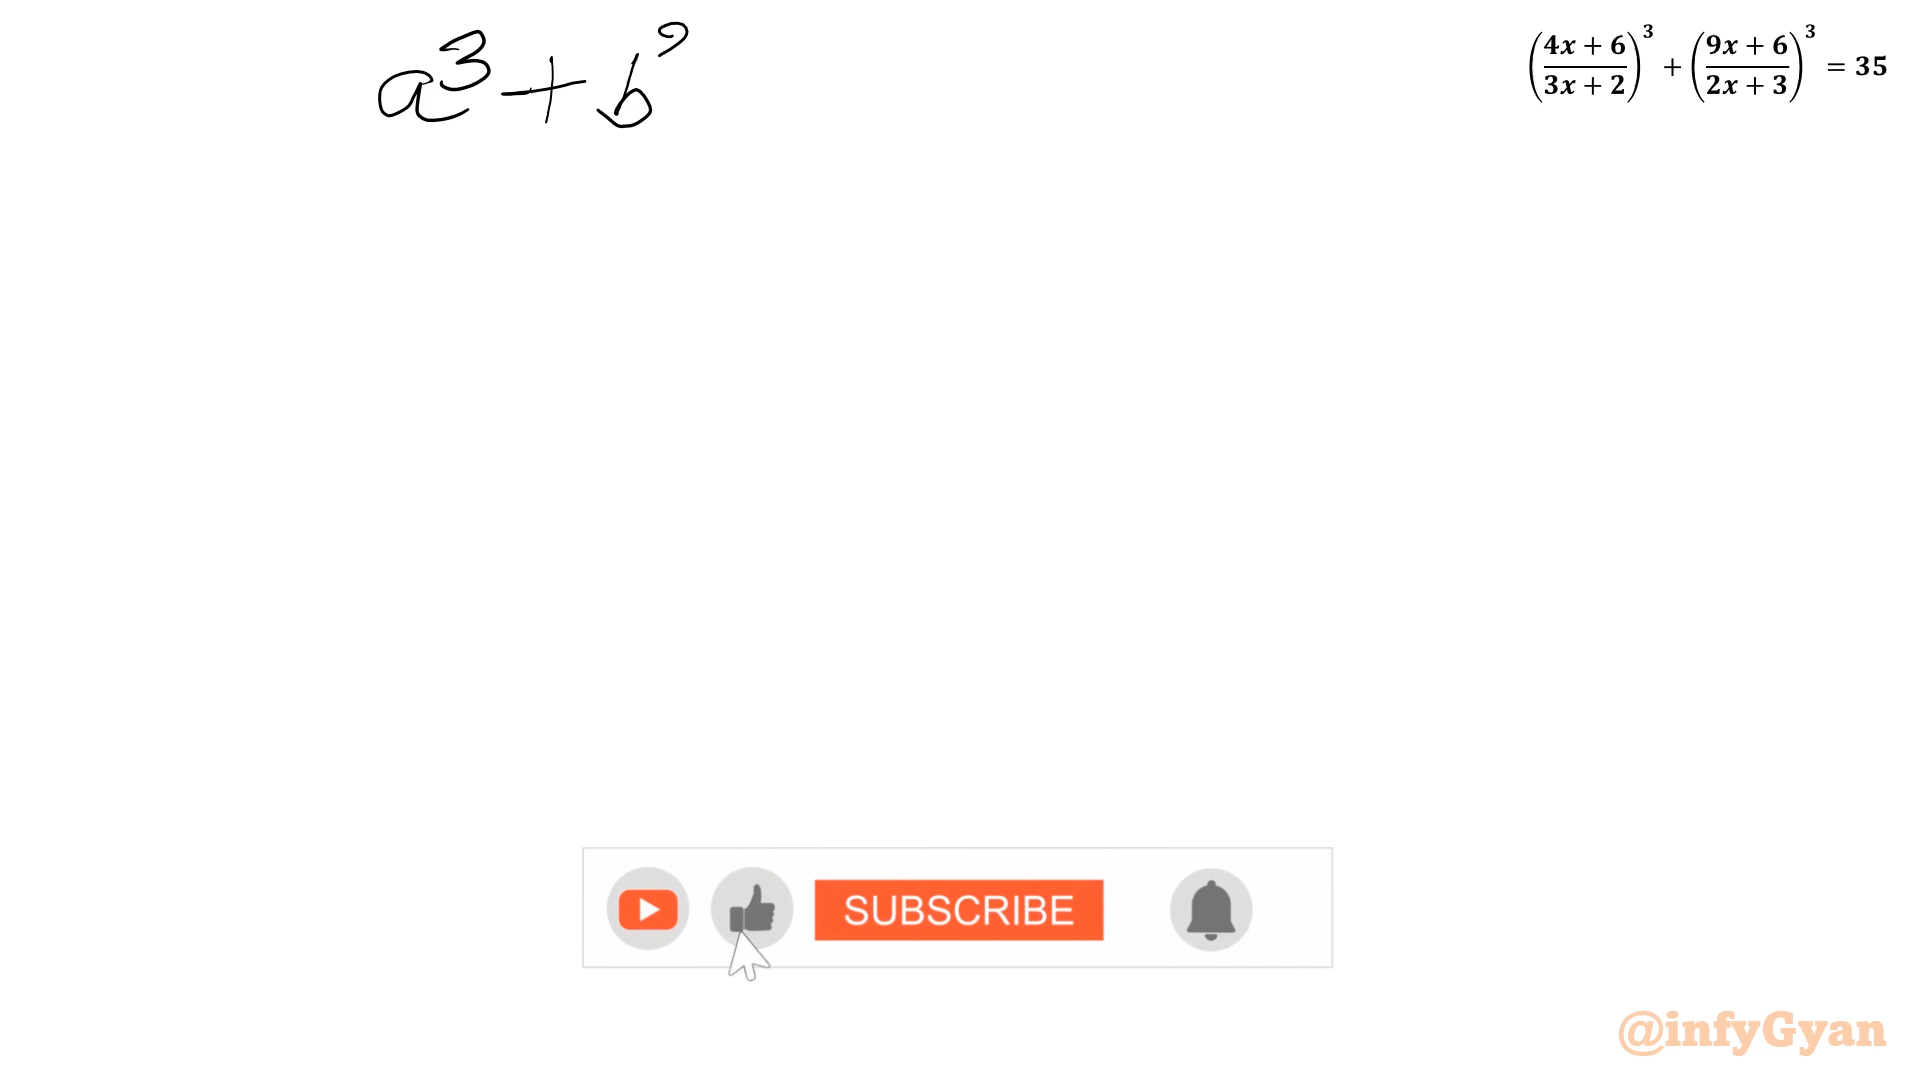 a³ + b³
((4x + 6)/(3x + 2))³ + ((9x + 6)/(2x + 3))³ = 35
SUBSCRIBE
@infyGyan